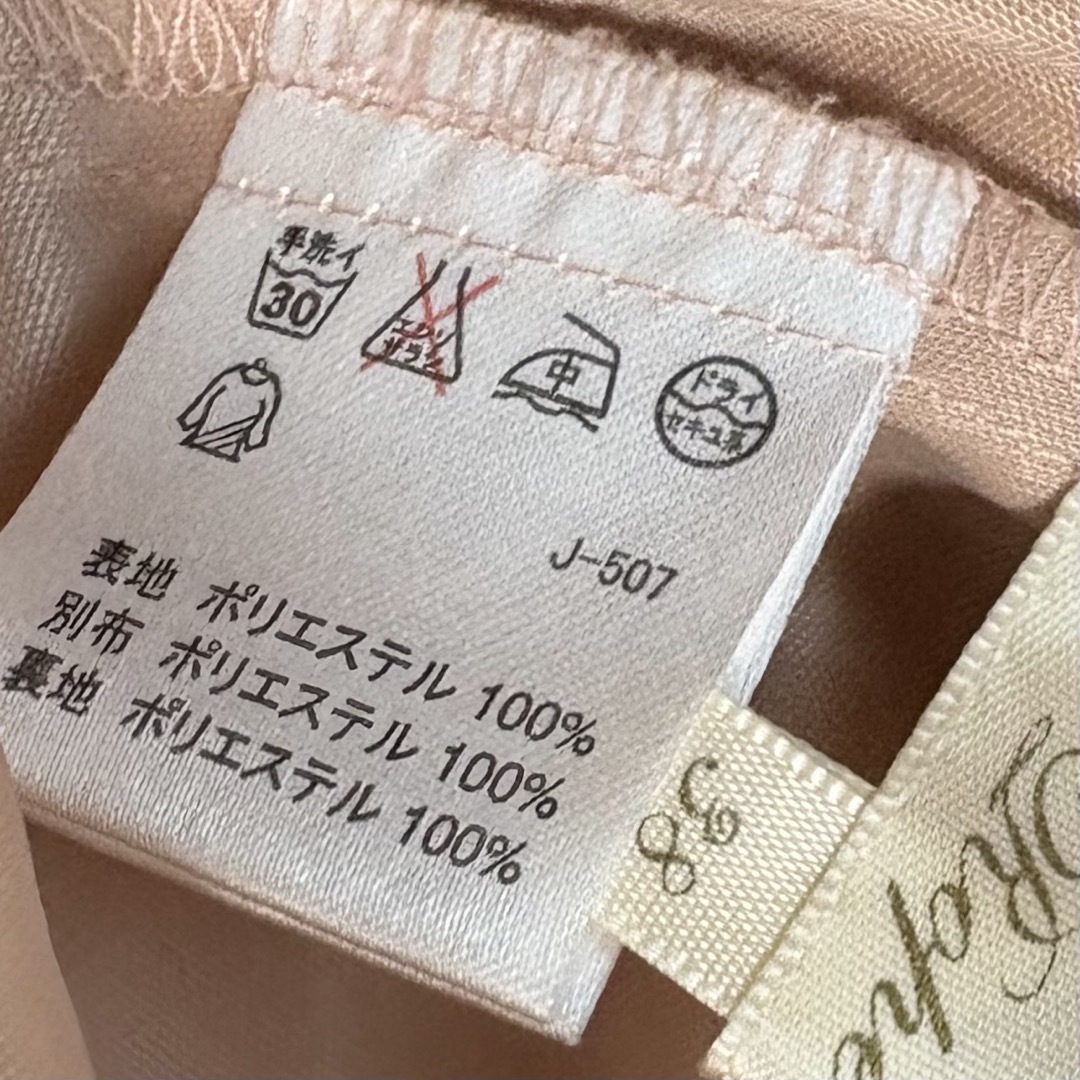 手洗イ
30
エンソ
サラシ
中
ドライ
セキユ系
J-507
表地 ポリエステル 100%
別布 ポリエステル 100%
裏地 ポリエステル 100%
38